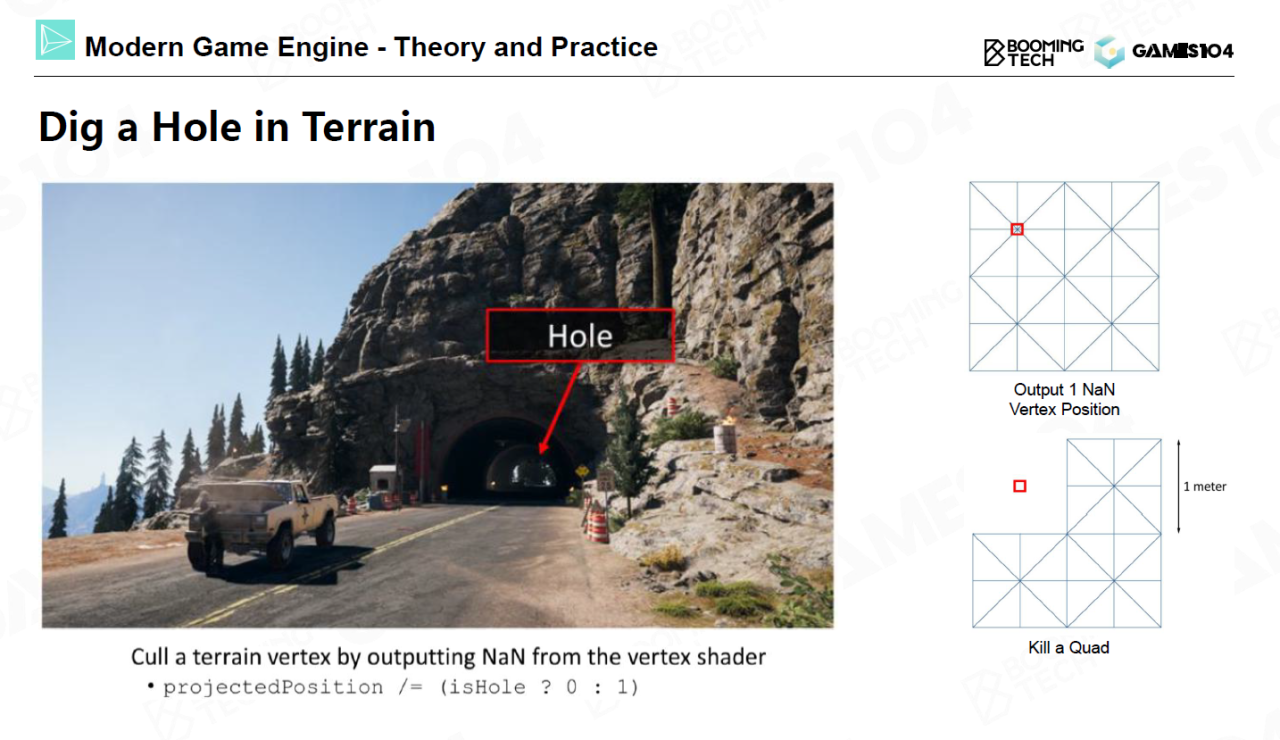 Modern Game Engine - Theory and Practice
BOOMING
TECH
GAMES104
Dig a Hole in Terrain
Hole
Output 1 NaN
Vertex Position
1 meter
Kill a Quad
Cull a terrain vertex by outputting NaN from the vertex shader
• projectedPosition /= (isHole ? 0 : 1)